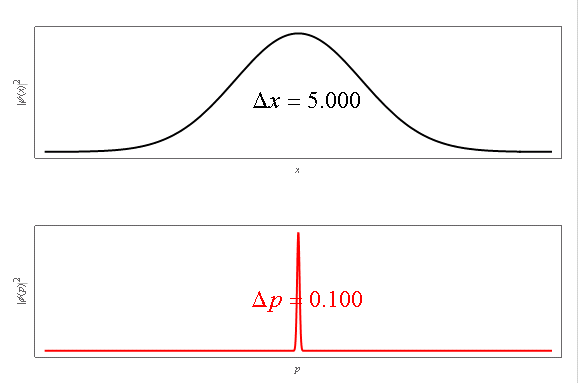 |ψ(x)|²
Δx = 5.000
x
|ψ(p)|²
Δp = 0.100
p